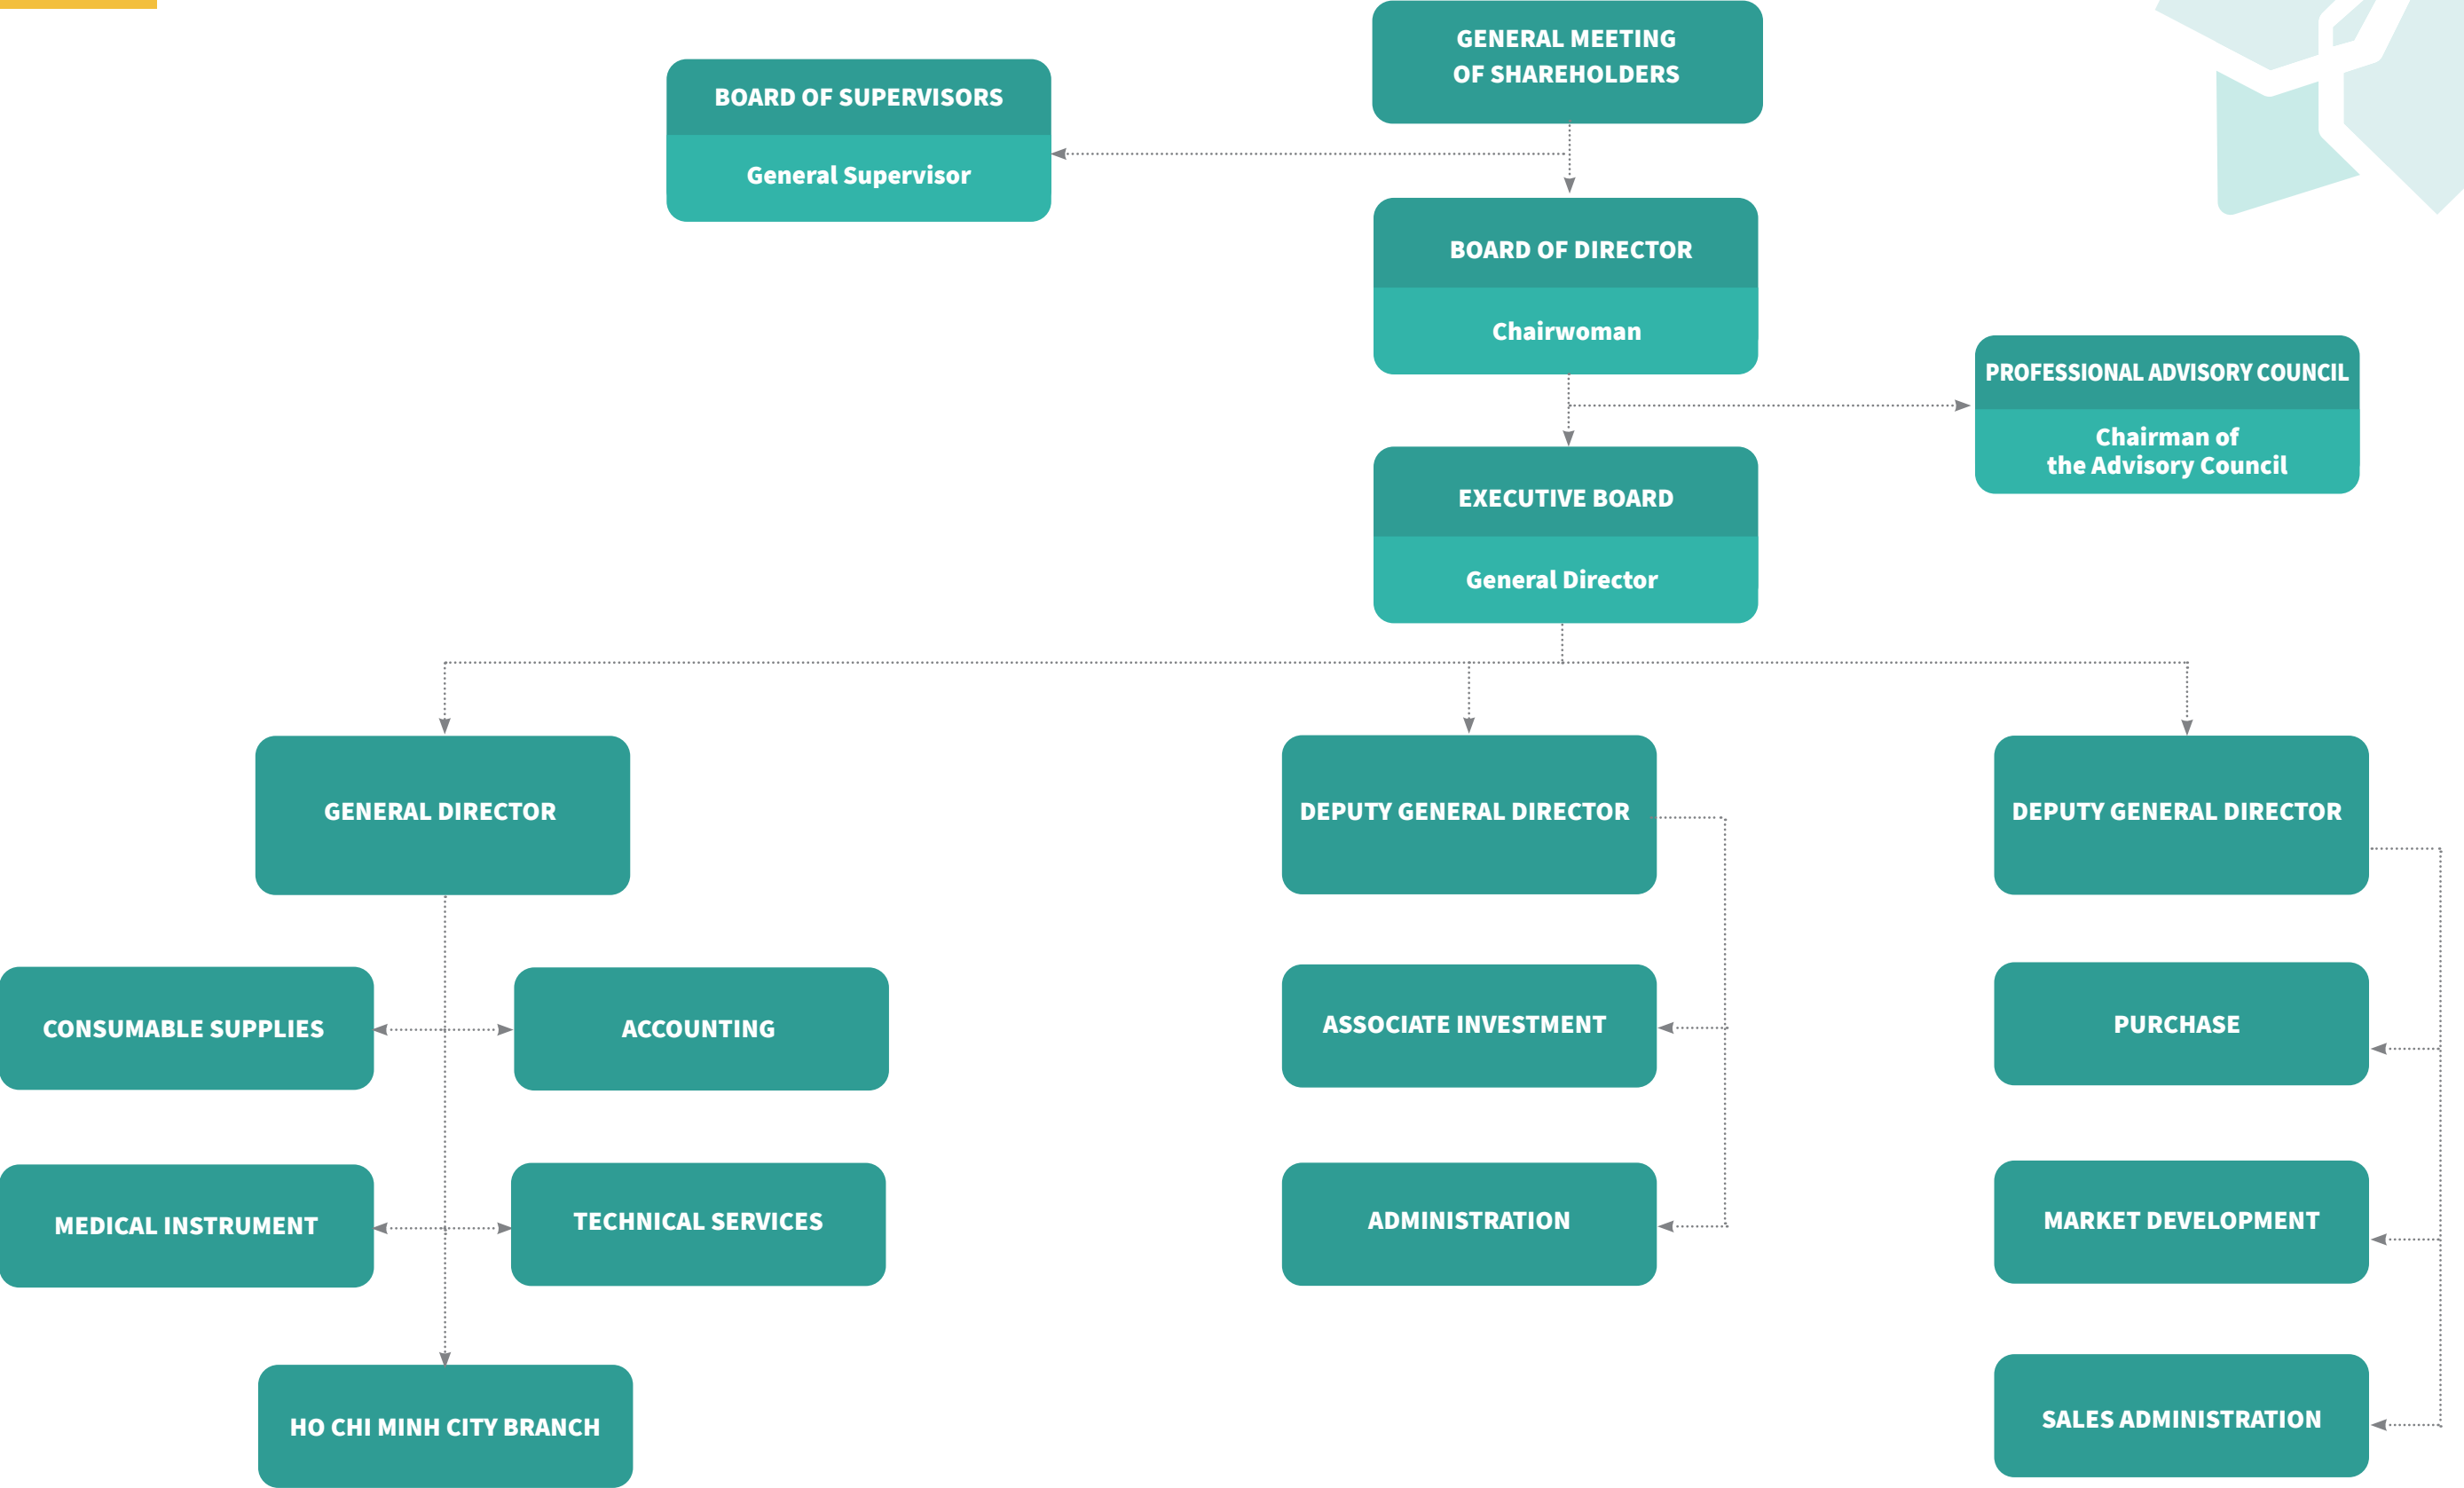 GENERAL MEETING
OF SHAREHOLDERS
BOARD OF SUPERVISORS
General Supervisor
BOARD OF DIRECTOR
Chairwoman
PROFESSIONAL ADVISORY COUNCIL
Chairman of
the Advisory Council
EXECUTIVE BOARD
General Director
GENERAL DIRECTOR
DEPUTY GENERAL DIRECTOR
DEPUTY GENERAL DIRECTOR
CONSUMABLE SUPPLIES
ACCOUNTING
ASSOCIATE INVESTMENT
PURCHASE
MEDICAL INSTRUMENT
TECHNICAL SERVICES
ADMINISTRATION
MARKET DEVELOPMENT
HO CHI MINH CITY BRANCH
SALES ADMINISTRATION